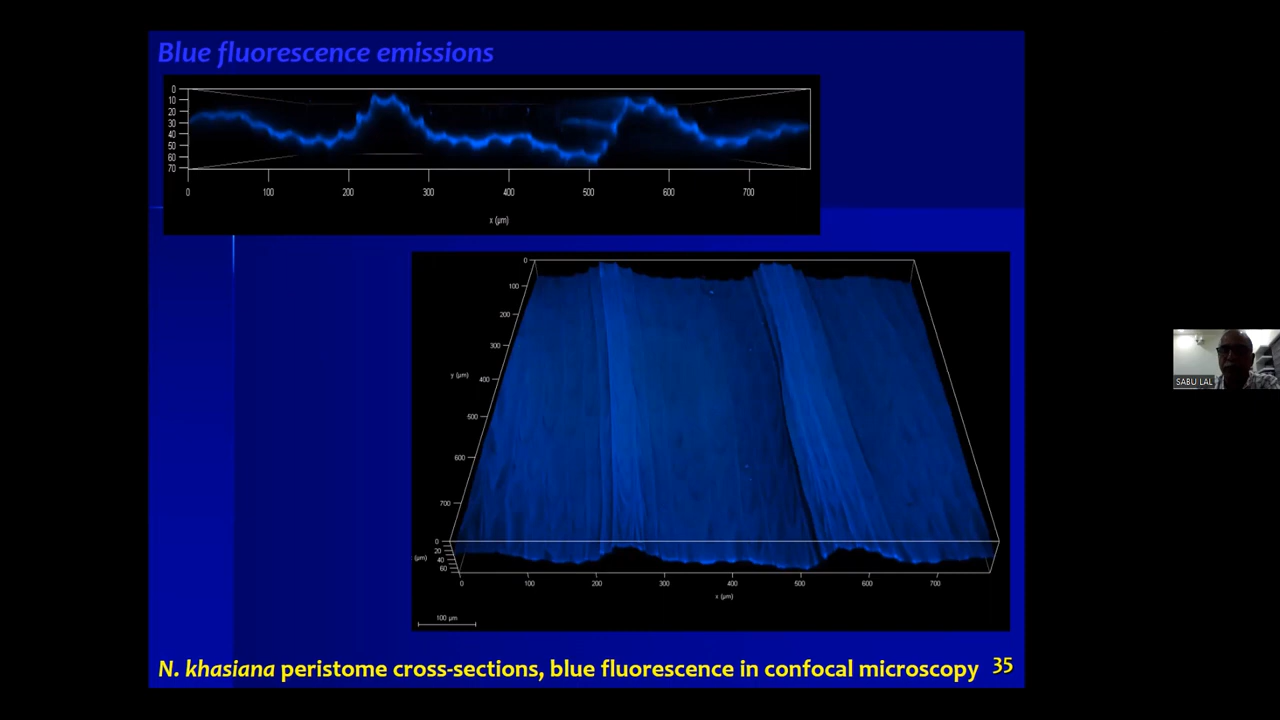 Blue fluorescence emissions
0
10
20
30
40
50
60
70
0 100 200 300 400 500 600 700
x (µm)
0
100
200
300
y (µm)
400
500
600
700
0
20
(µm)
40
60
0 100 200 300 400 500 600 700
x (µm)
100 µm
SABU LAL
N. khasiana peristome cross-sections, blue fluorescence in confocal microscopy 35